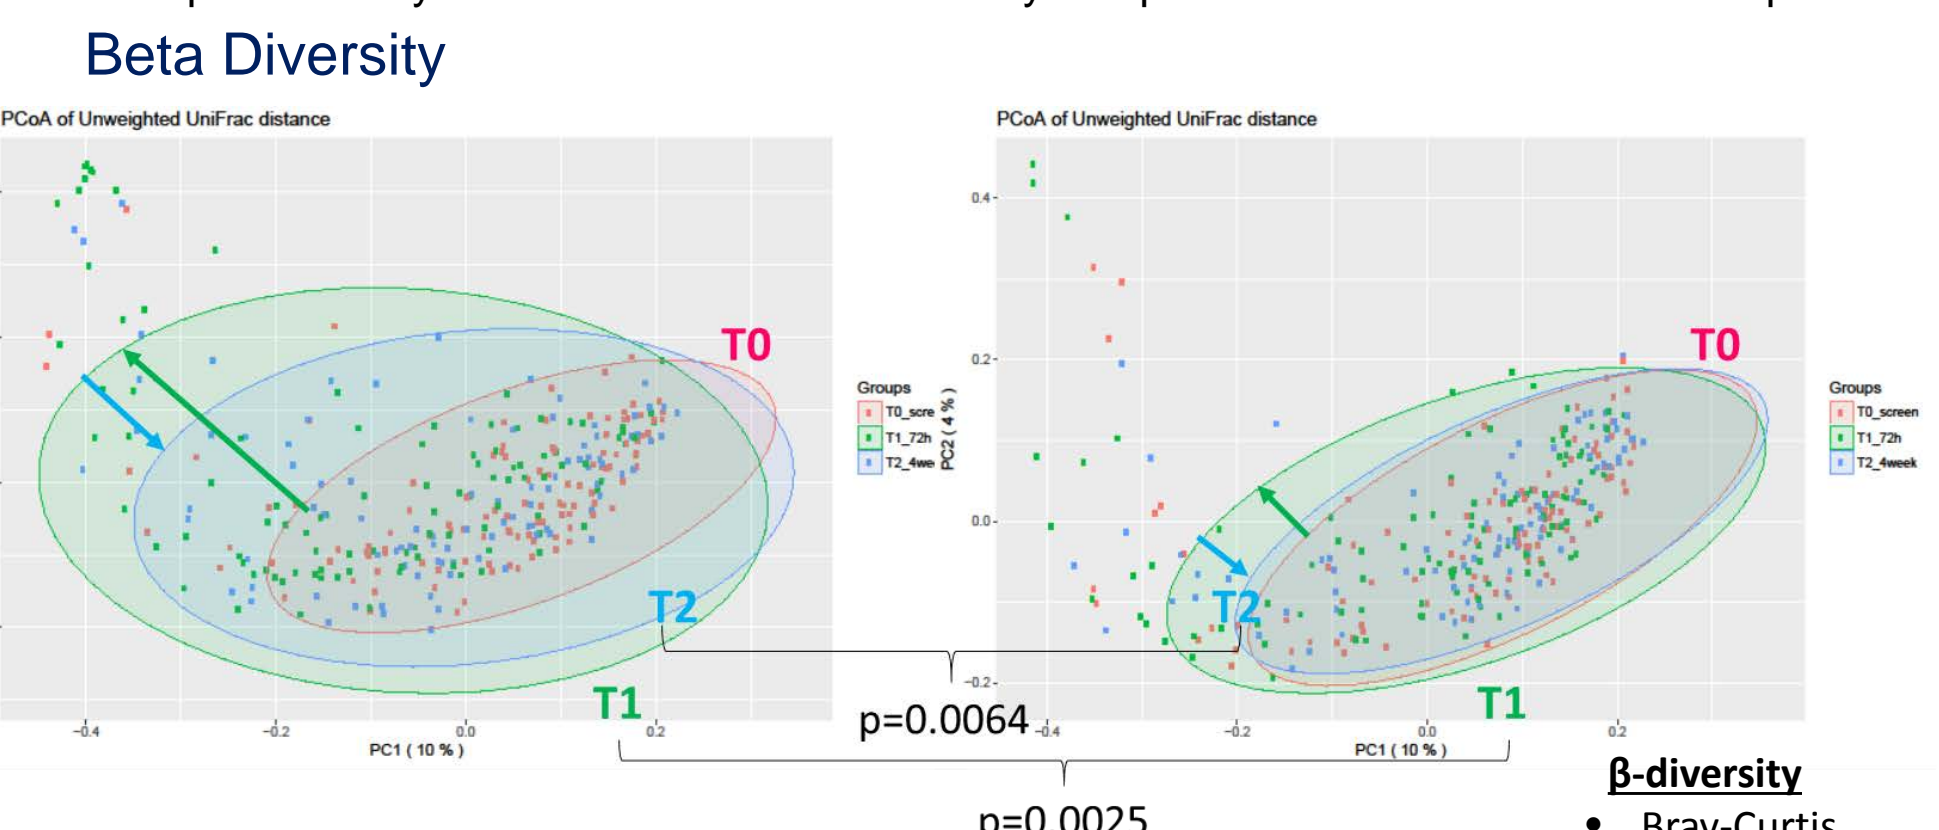 Beta Diversity
PCoA of Unweighted UniFrac distance
T0
T2
T1
−0.4
−0.2
0.0
0.2
PC1 ( 10 % )
Groups
T0_scre
T1_72h
T2_4we
PCoA of Unweighted UniFrac distance
PC2 ( 4 % )
0.4
0.2
0.0
−0.2
T0
T2
T1
−0.4
−0.2
0.0
0.2
PC1 ( 10 % )
Groups
T0_screen
T1_72h
T2_4week
p=0.0064
p=0.0025
β-diversity
• Bray-Curtis